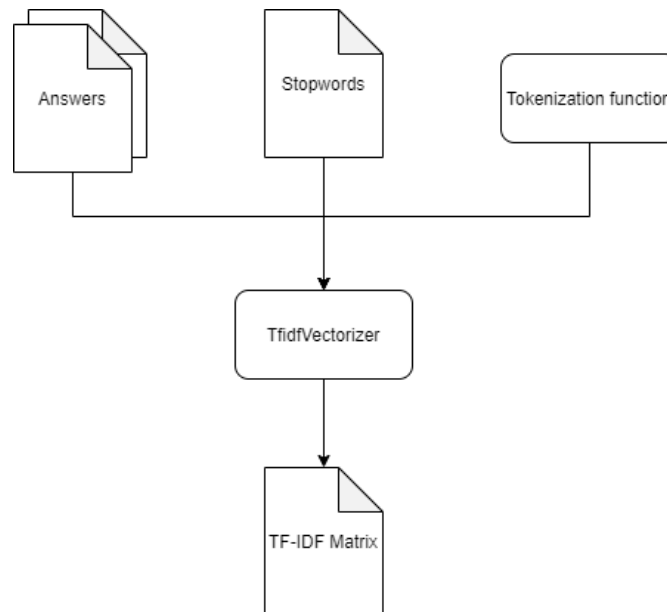 Answers
Stopwords
Tokenization function
TfidfVectorizer
TF-IDF Matrix